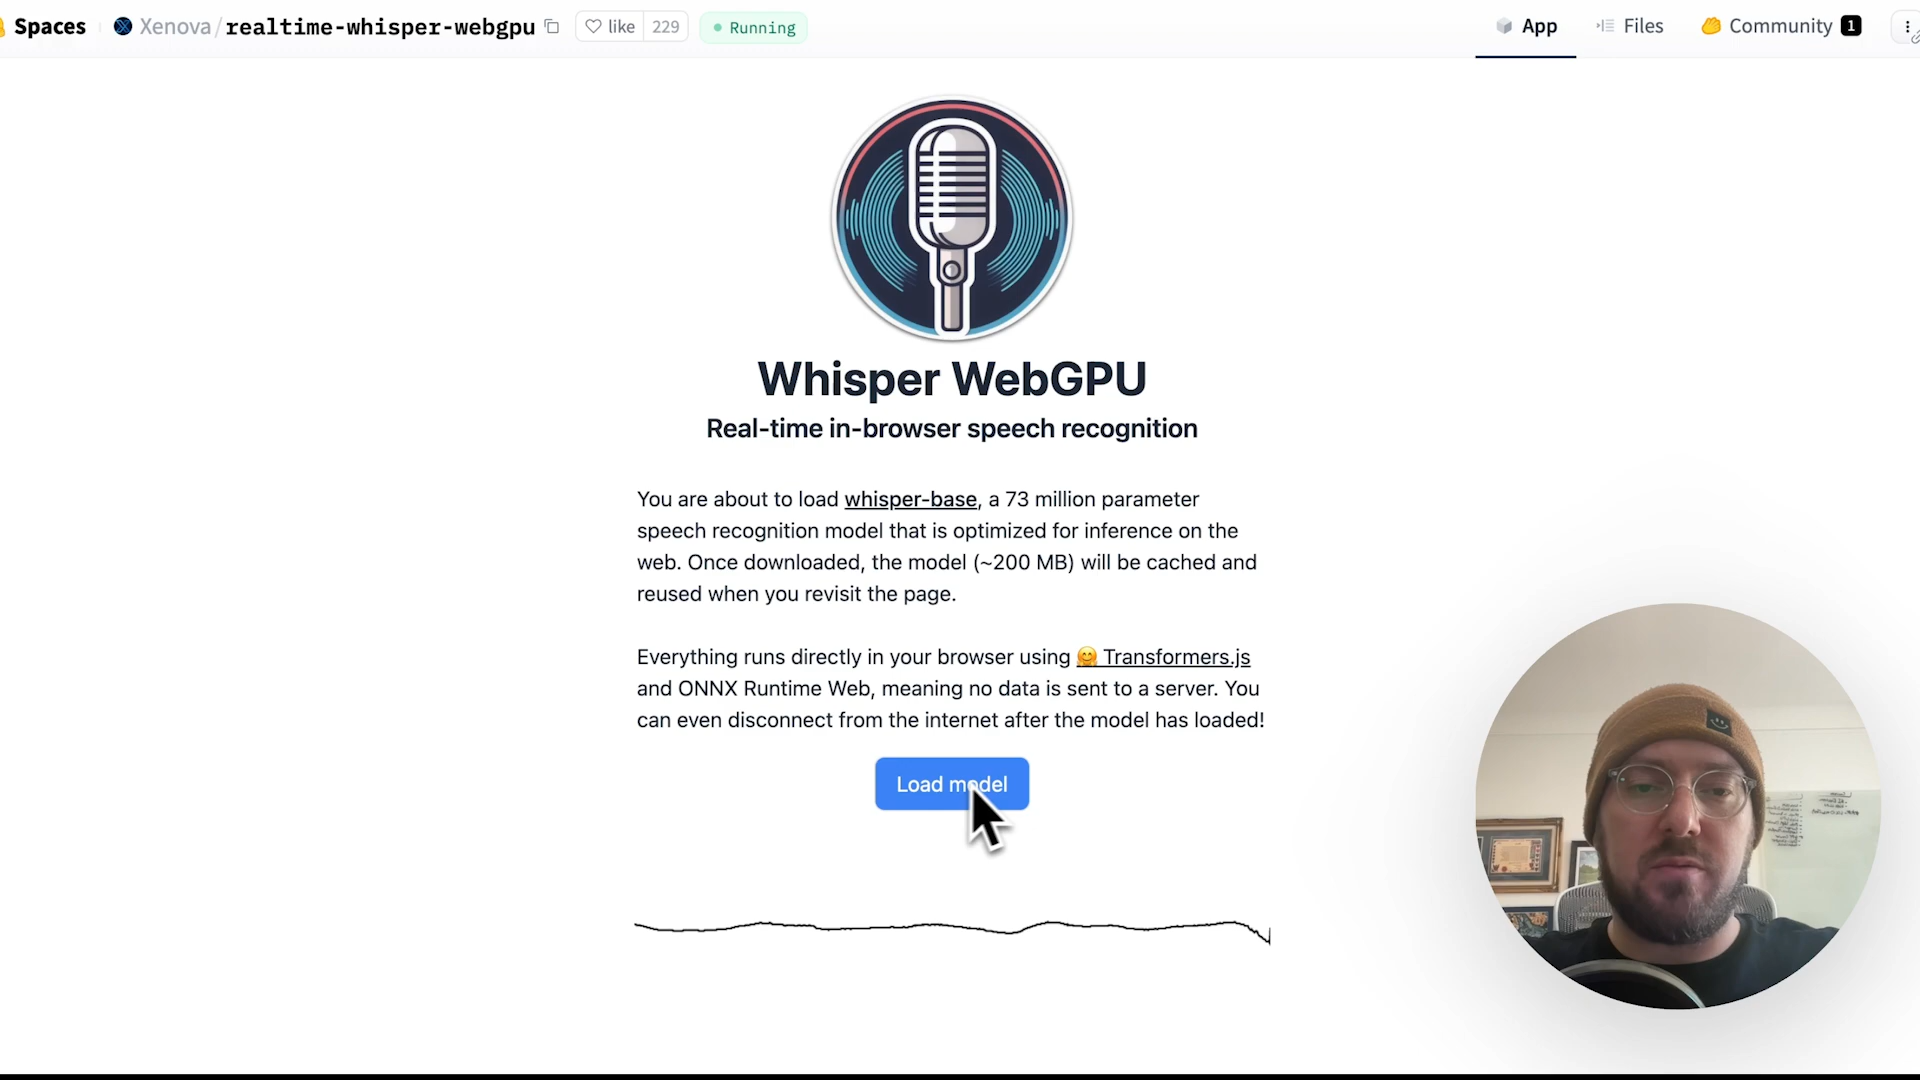 Spaces Xenova/realtime-whisper-webgpu like 229 Running App Files Community 1
Whisper WebGPU
Real-time in-browser speech recognition
You are about to load whisper-base, a 73 million parameter
speech recognition model that is optimized for inference on the
web. Once downloaded, the model (~200 MB) will be cached and
reused when you revisit the page.
Everything runs directly in your browser using 🤗 Transformers.js
and ONNX Runtime Web, meaning no data is sent to a server. You
can even disconnect from the internet after the model has loaded!
Load model